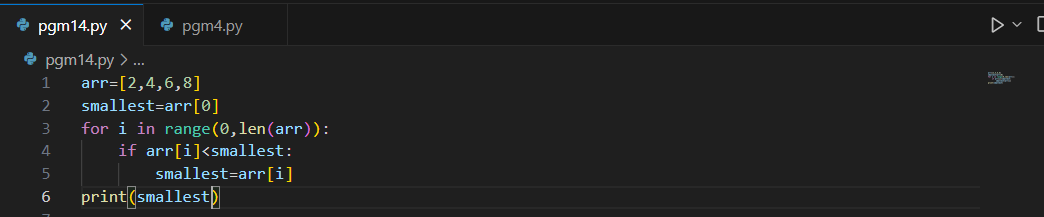 pgm14.py × pgm4.py
pgm14.py > ...
1 arr=[2,4,6,8]
2 smallest=arr[0]
3 for i in range(0,len(arr)):
4     if arr[i]<smallest:
5         smallest=arr[i]
6 print(smallest)
7